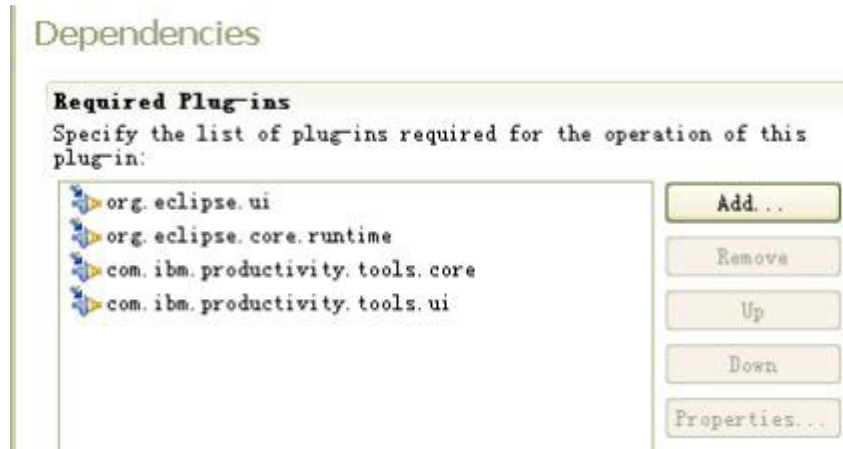 Dependencies
Required Plug-ins
Specify the list of plug-ins required for the operation of this
plug-in:
org.eclipse.ui
org.eclipse.core.runtime
com.ibm.productivity.tools.core
com.ibm.productivity.tools.ui
Add...
Remove
Up
Down
Properties...